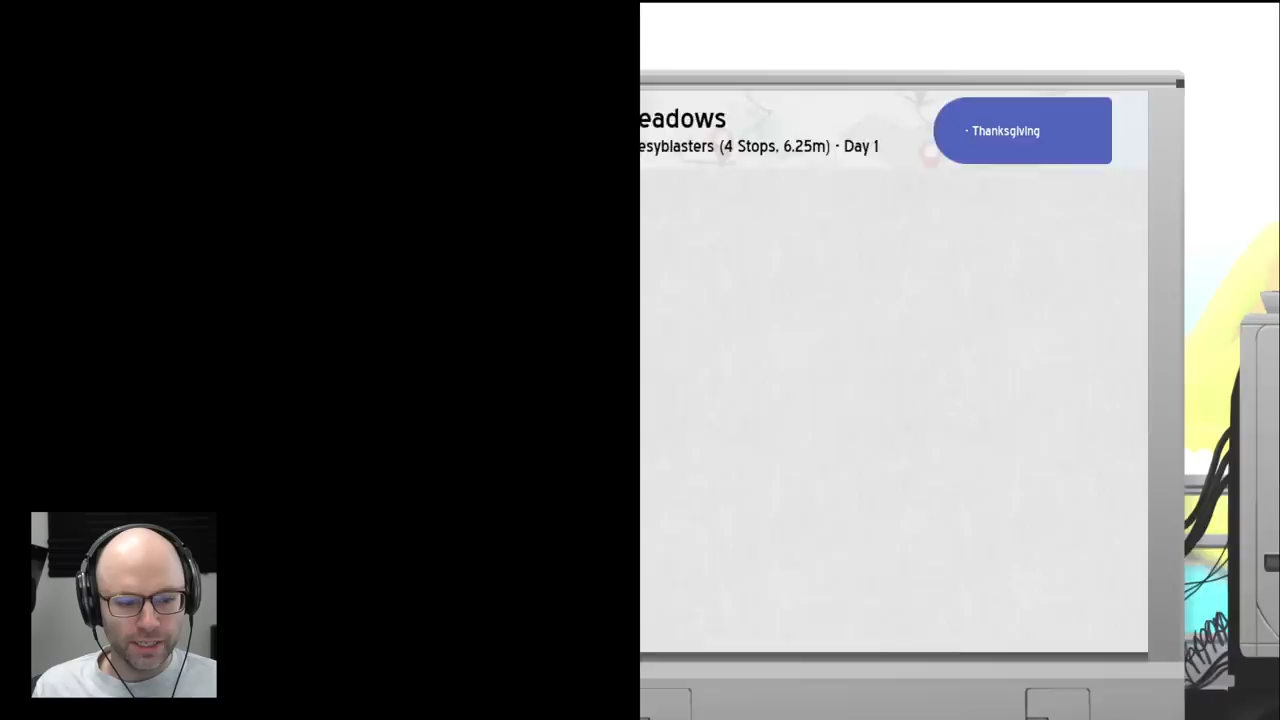 eadows
esyblasters (4 Stops, 6.25m) · Day 1
· Thanksgiving